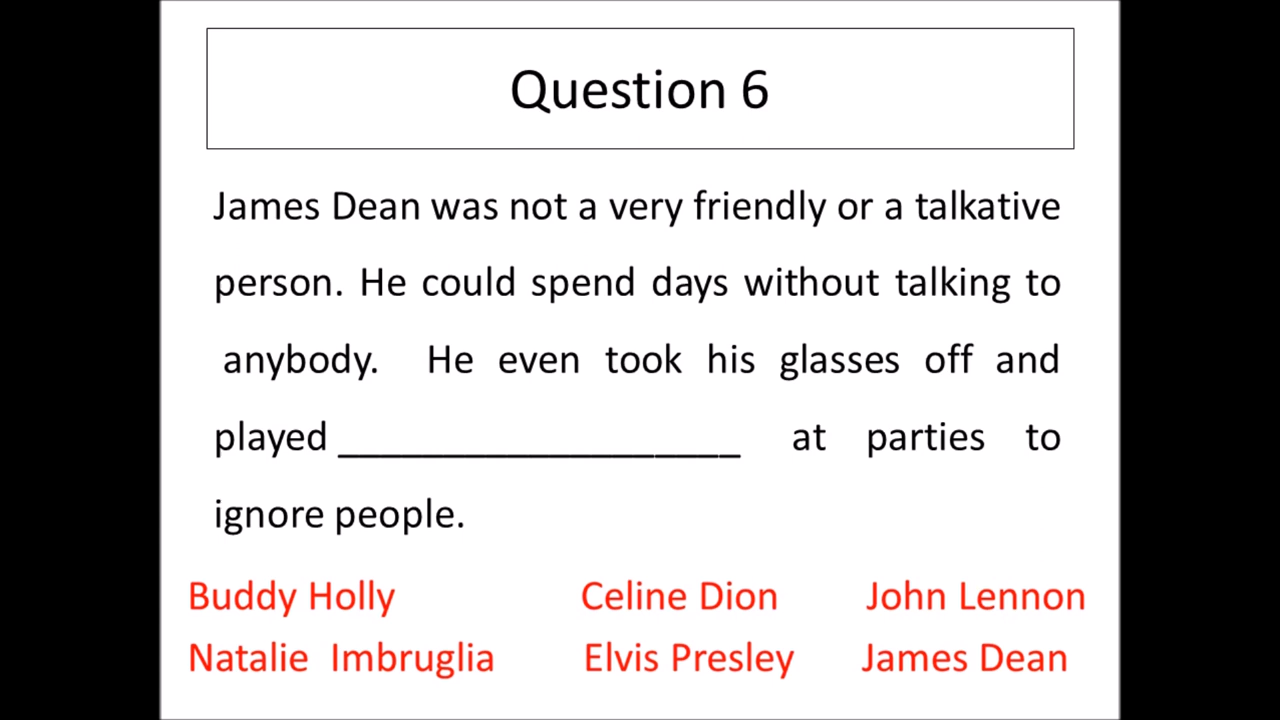 Question 6
James Dean was not a very friendly or a talkative
person. He could spend days without talking to
anybody. He even took his glasses off and
played ___________________ at parties to
ignore people.
Buddy Holly Celine Dion John Lennon
Natalie Imbruglia Elvis Presley James Dean